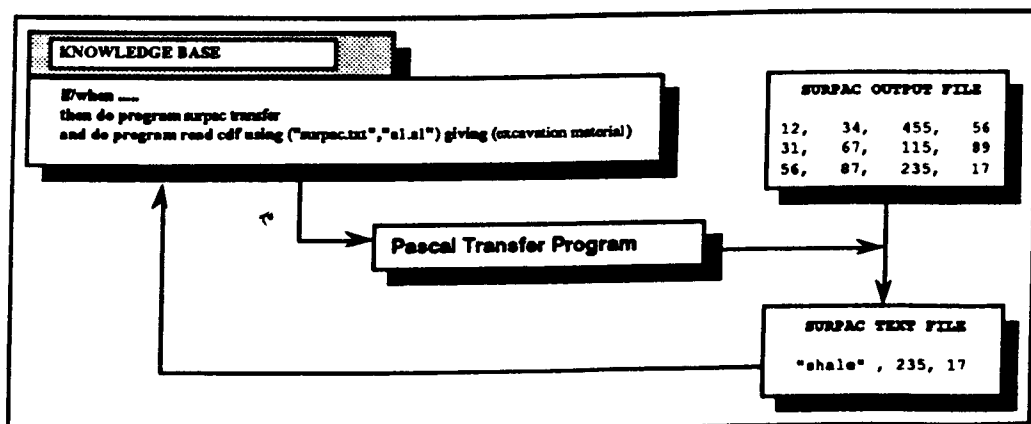 KNOWLEDGE BASE
If/when .....
then do program surpac transfer
and do program read cdf using ("surpac.txt","a1.a1") giving (excavation material)
SURPAC OUTPUT FILE
12, 34, 455, 56
31, 67, 115, 89
56, 87, 235, 17
Pascal Transfer Program
SURPAC TEXT FILE
"shale" , 235, 17